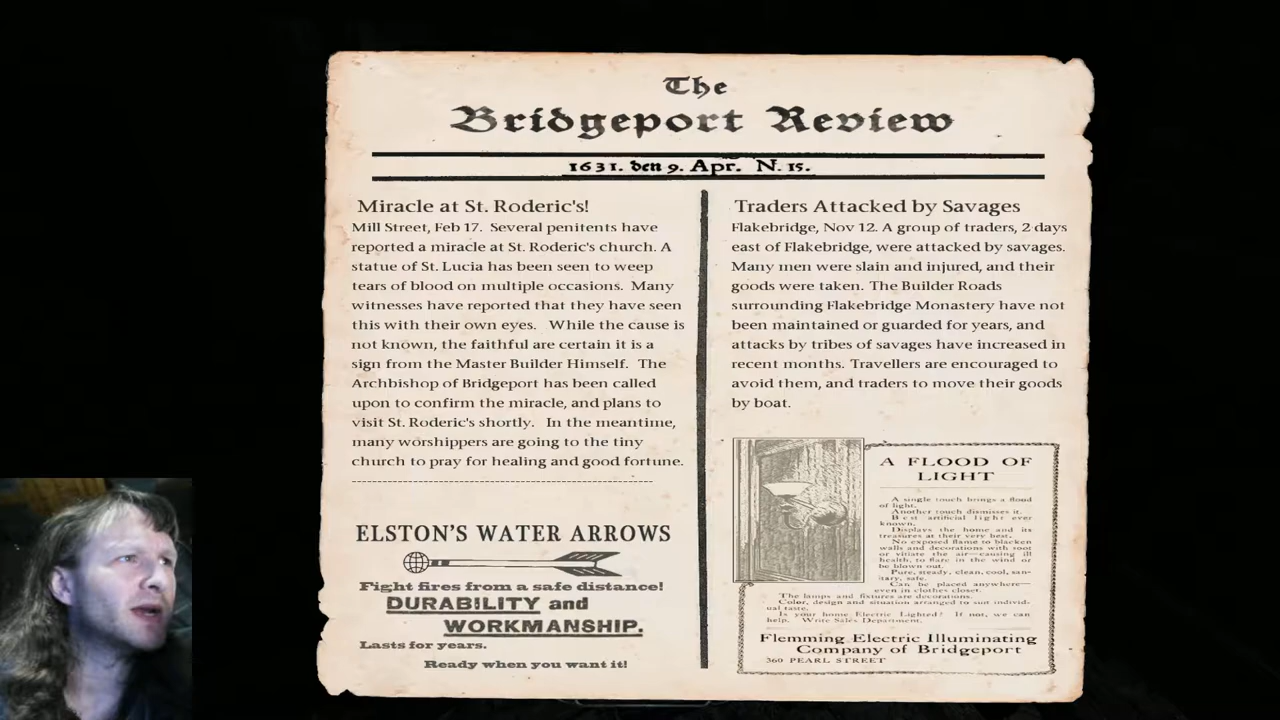 The
Bridgeport Review
1631. den 9. Apr. N. 15.
Miracle at St. Roderic's!
Mill Street, Feb 17. Several penitents have
reported a miracle at St. Roderic's church. A
statue of St. Lucia has been seen to weep
tears of blood on multiple occasions. Many
witnesses have reported that they have seen
this with their own eyes. While the cause is
not known, the faithful are certain it is a
sign from the Master Builder Himself. The
Archbishop of Bridgeport has been called
upon to confirm the miracle, and plans to
visit St. Roderic's shortly. In the meantime,
many worshippers are going to the tiny
church to pray for healing and good fortune.
ELSTON'S WATER ARROWS
Fight fires from a safe distance!
DURABILITY and
WORKMANSHIP.
Lasts for years.
Ready when you want it!
Traders Attacked by Savages
Flakebridge, Nov 12. A group of traders, 2 days
east of Flakebridge, were attacked by savages.
Many men were slain and injured, and their
goods were taken. The Builder Roads
surrounding Flakebridge Monastery have not
been maintained or guarded for years, and
attacks by tribes of savages have increased in
recent months. Travellers are encouraged to
avoid them, and traders to move their goods
by boat.
A FLOOD OF
LIGHT
A single touch brings a flood
of light.
Another touch dismisses it.
Best artificial light ever
known.
Displays the home and its
treasures at their very best.
No exposed flame to blacken
walls and decorations with soot
or vitiate the air—causing ill
health, to flare in the wind or
be blown out.
Pure, steady, clean, cool, san-
itary, safe.
Can be placed anywhere—
even in clothes closet.
The lamps and fixtures are decorations.
Color, design and situation arranged to suit individ-
ual taste.
Is your home Electric Lighted? If not, we can
help. Write Sales Department.
Flemming Electric Illuminating
Company of Bridgeport
360 PEARL STREET